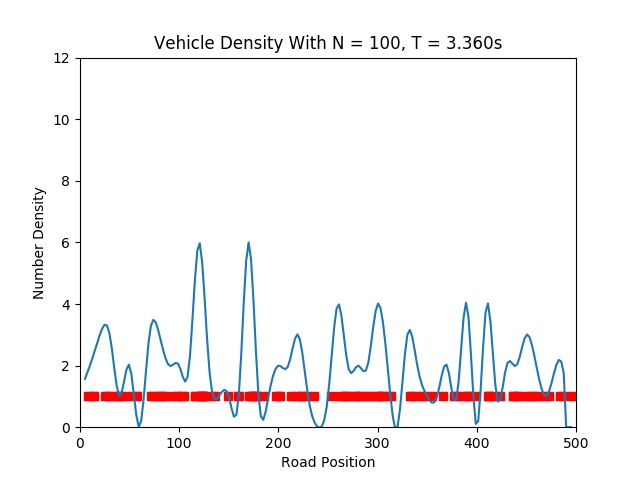 Vehicle Density With N = 100, T = 3.360s
12
10
8
6
4
2
0
Number Density
0 100 200 300 400 500
Road Position